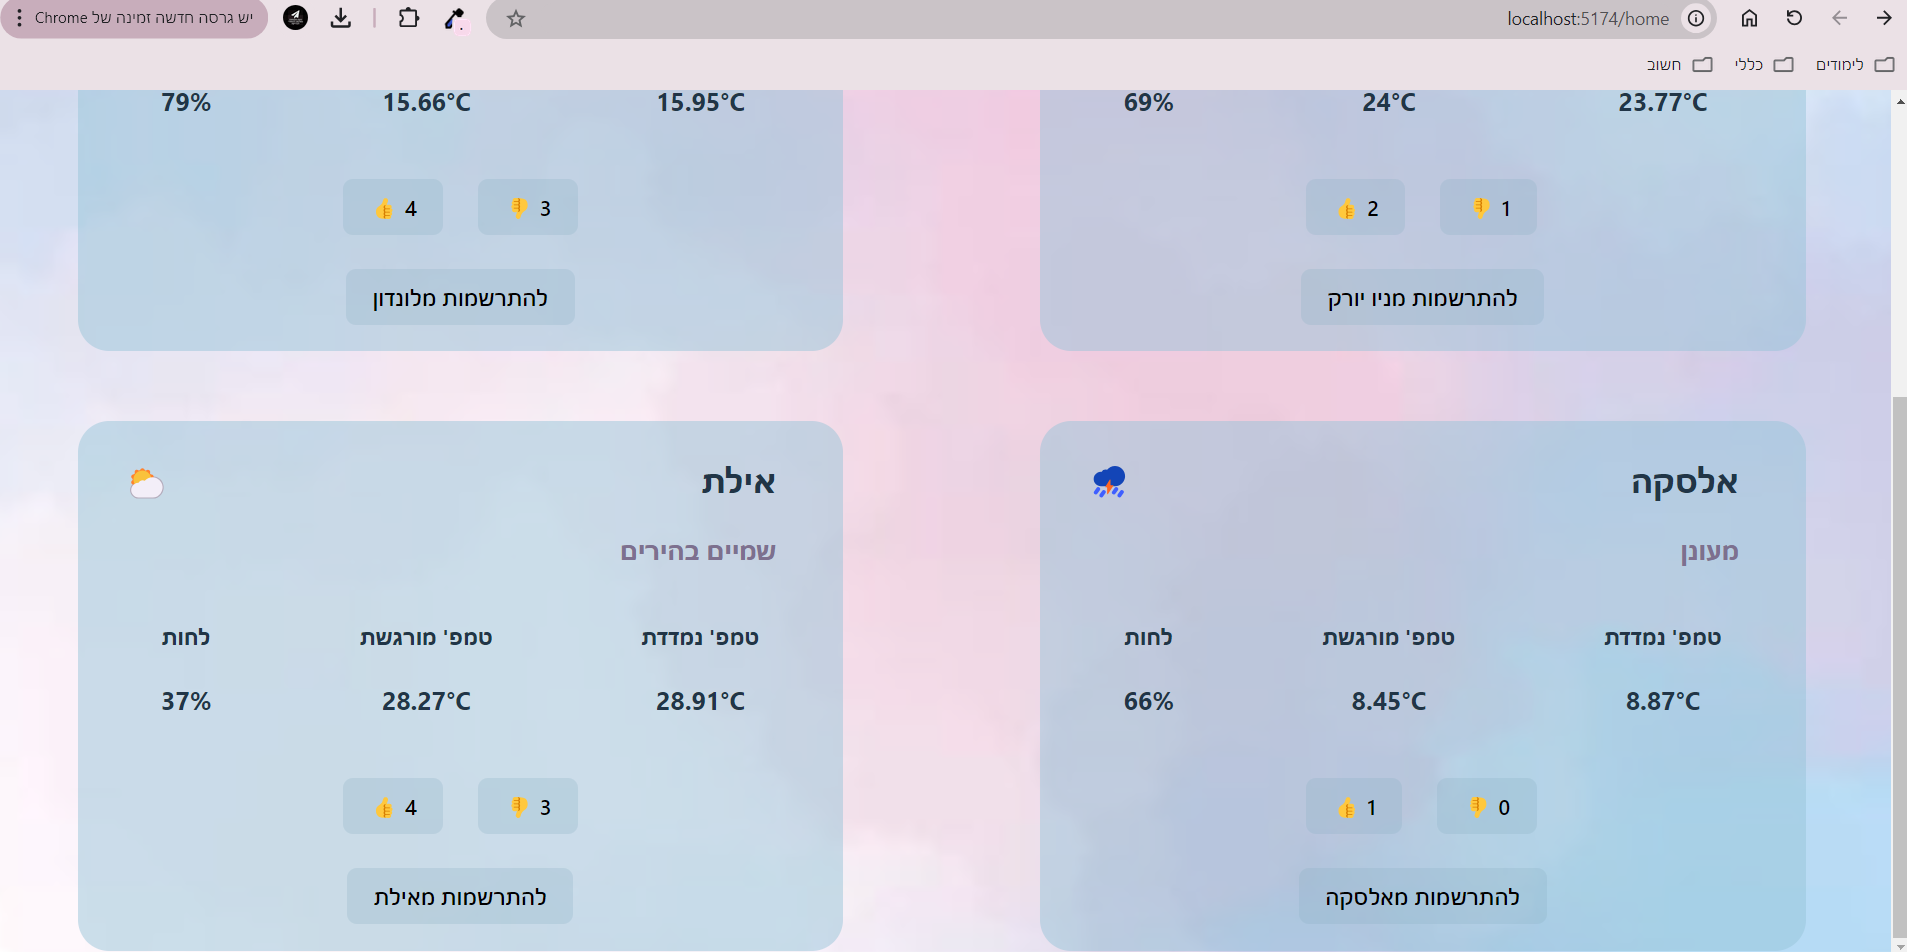 יש גרסה חדשה זמינה של Chrome
localhost:5174/home
לימודים
כללי
חשוב
23.77°C 24°C 69%
1 2
להתרשמות מניו יורק
15.95°C 15.66°C 79%
3 4
להתרשמות מלונדון
אלסקה
מעונן
טמפ' נמדדת טמפ' מורגשת לחות
8.87°C 8.45°C 66%
0 1
להתרשמות מאלסקה
אילת
שמיים בהירים
טמפ' נמדדת טמפ' מורגשת לחות
28.91°C 28.27°C 37%
3 4
להתרשמות מאילת